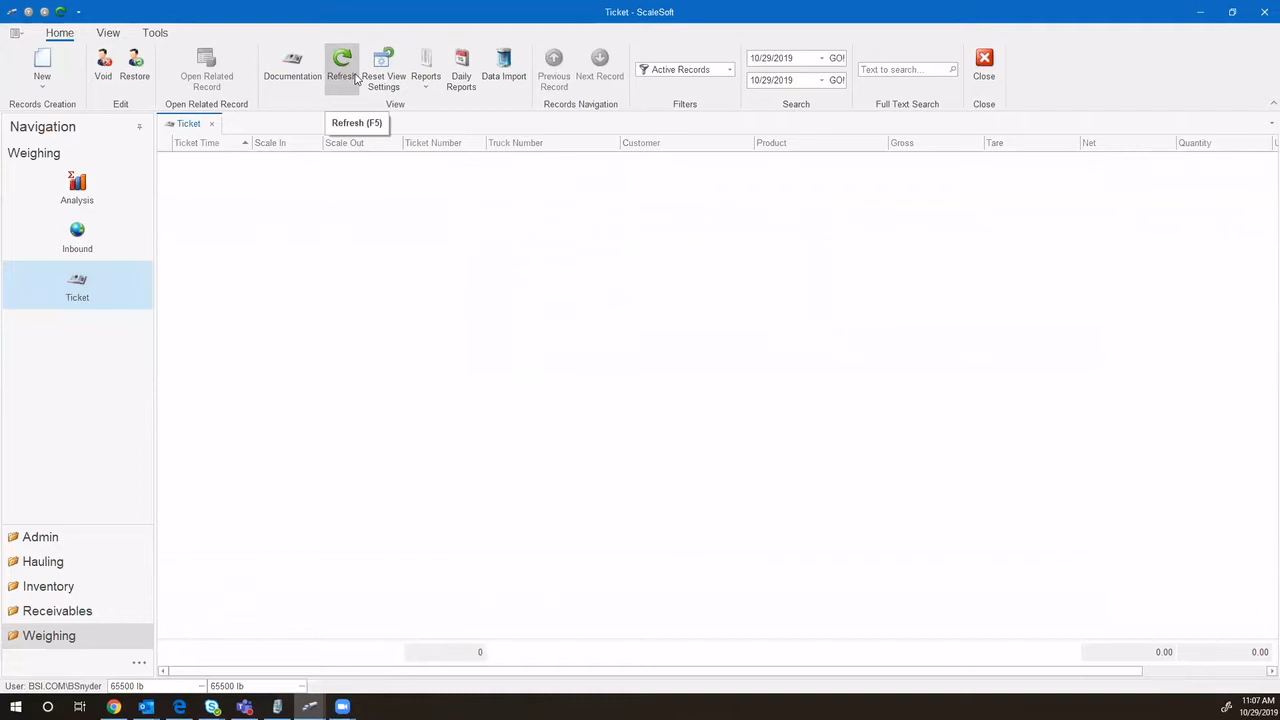 Ticket - ScaleSoft
Home View Tools
New Void Restore Open Related Record Documentation Refresh Reset View Settings Reports Daily Reports Data Import Previous Record Next Record Active Records 10/29/2019 GO! 10/29/2019 GO! Text to search... Close
Records Creation Edit Open Related Record View Records Navigation Filters Search Full Text Search Close
Navigation
Ticket
Refresh (F5)
Weighing
Ticket Time Scale In Scale Out Ticket Number Truck Number Customer Product Gross Tare Net Quantity
Analysis
Inbound
Ticket
Admin
Hauling
Inventory
Receivables
Weighing
0 0.00 0.00
User: BSI.COM\BSnyder 65500 lb 65500 lb
11:07 AM
10/29/2019